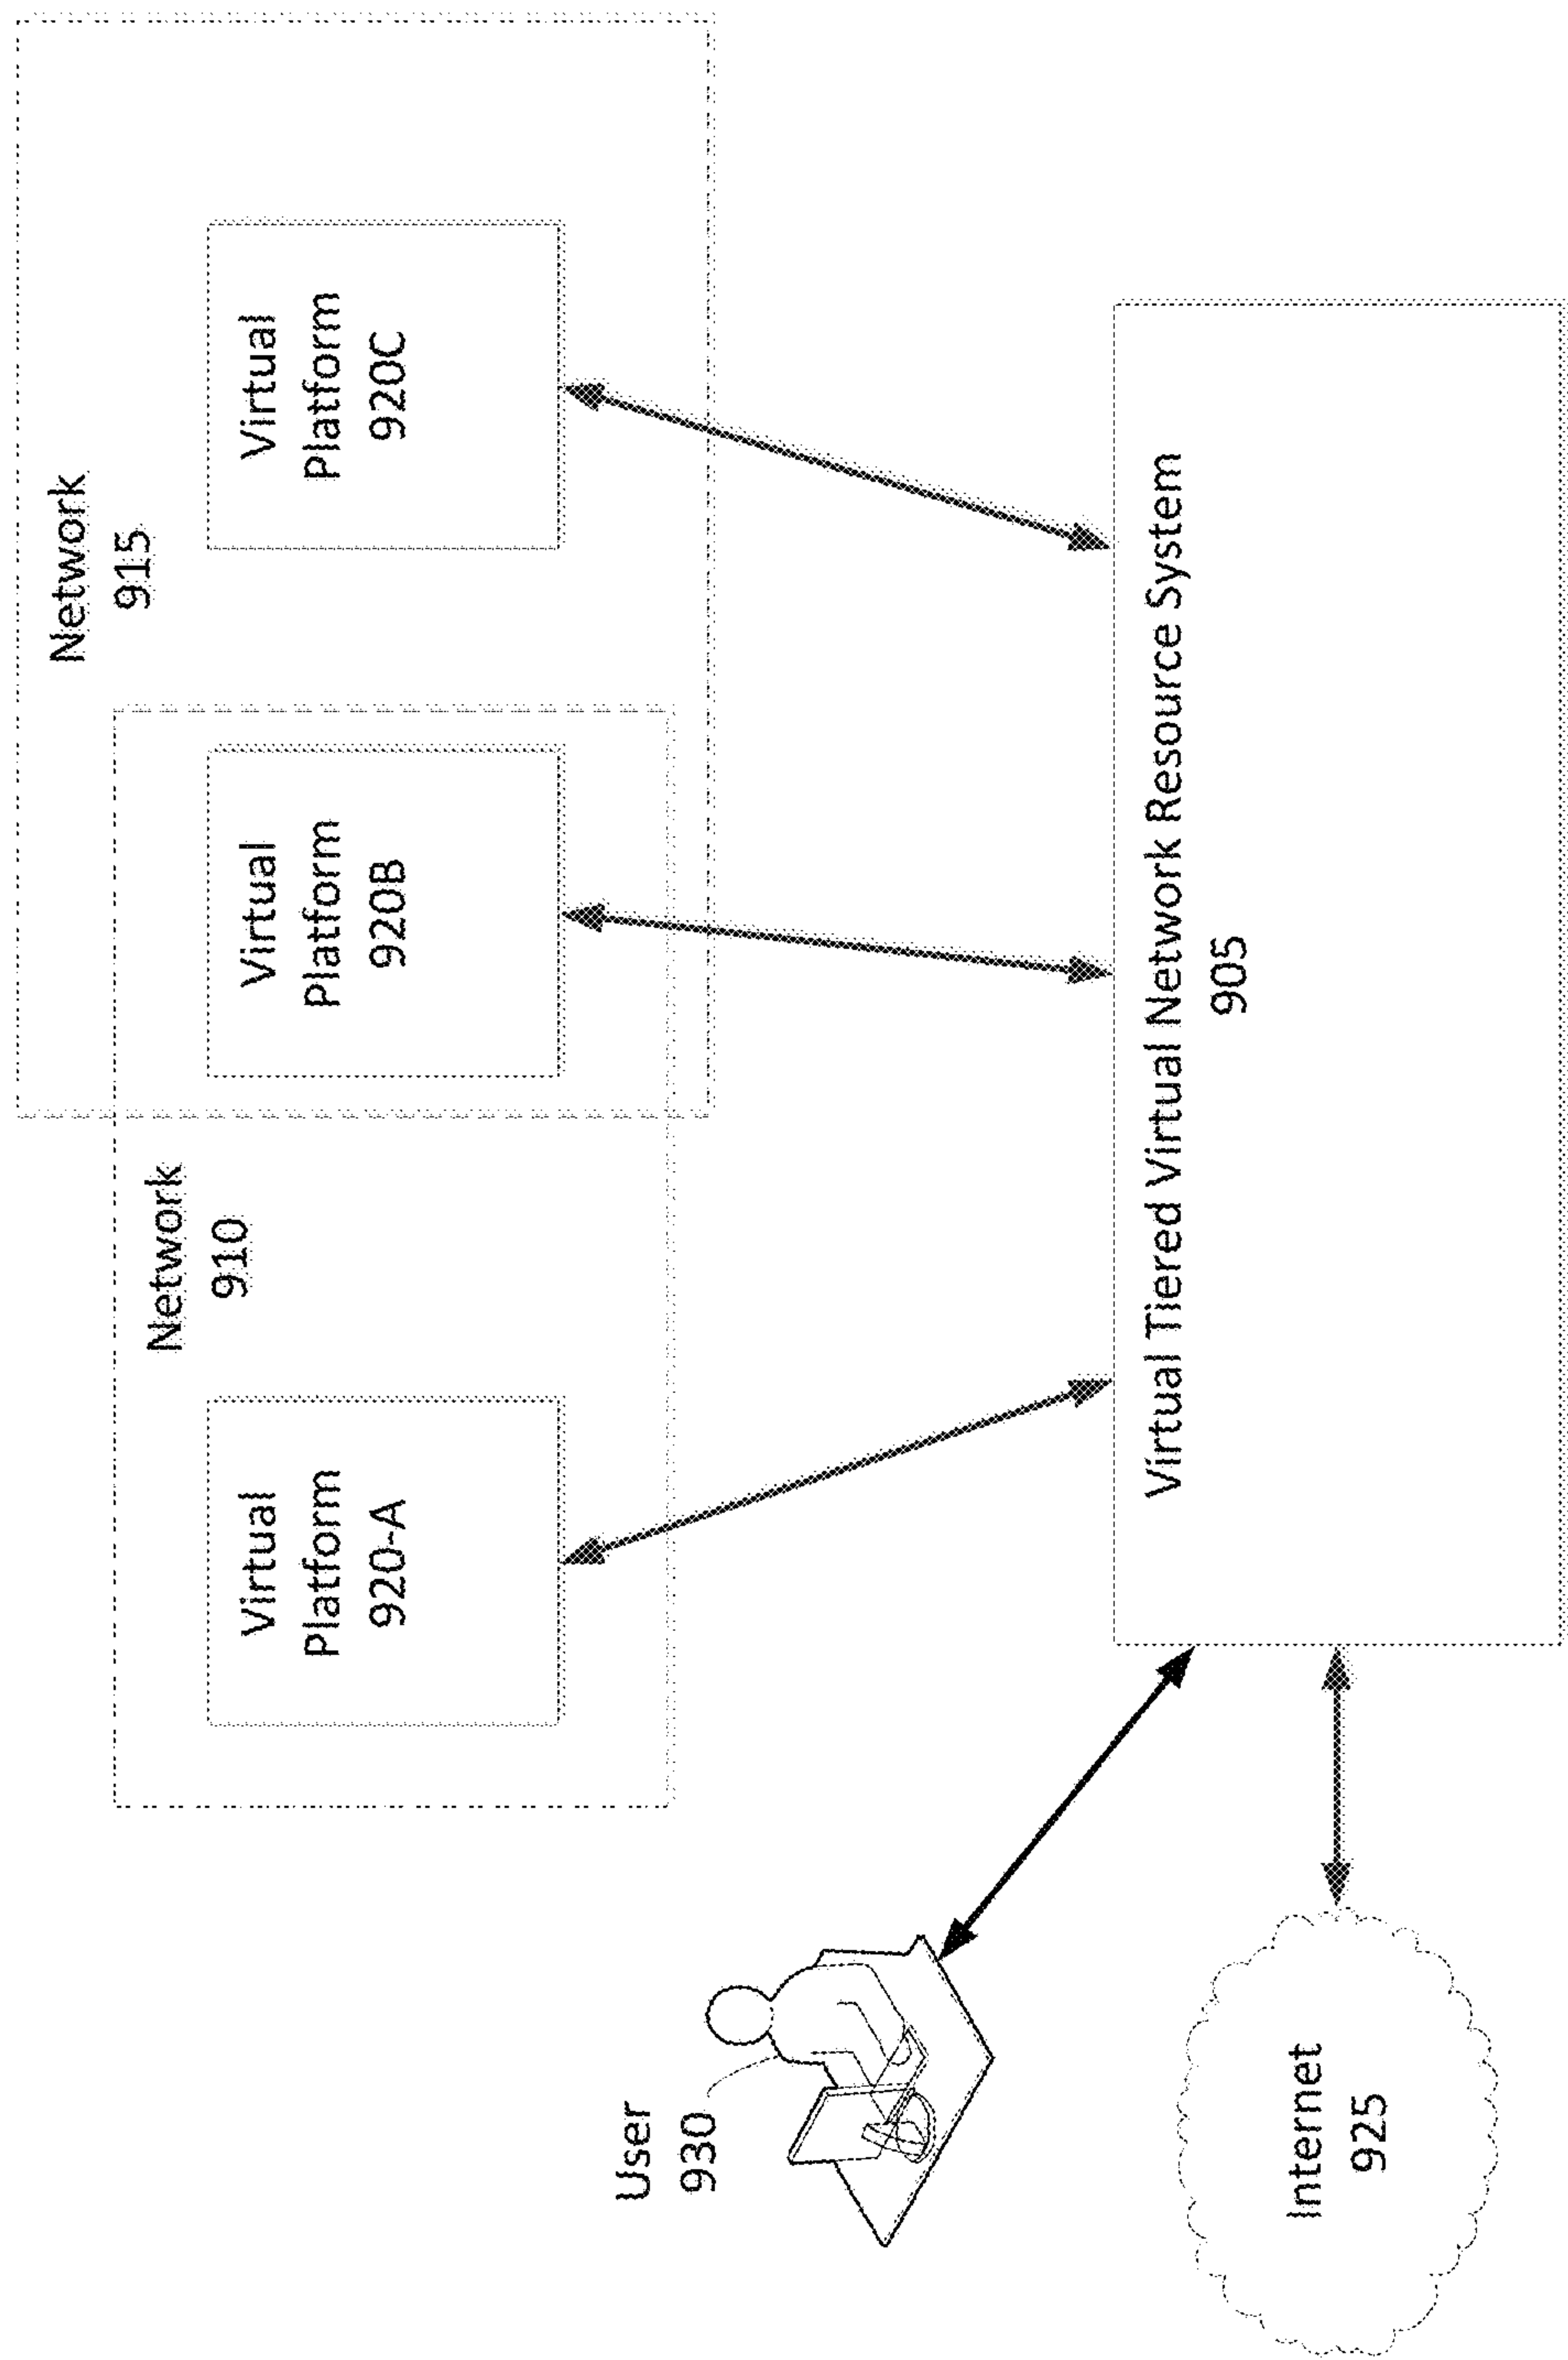 Network
915
Network
910
Virtual
Platform
920-A
Virtual
Platform
920B
Virtual
Platform
920C
User
930
Virtual Tiered Virtual Network Resource System
905
Internet
925